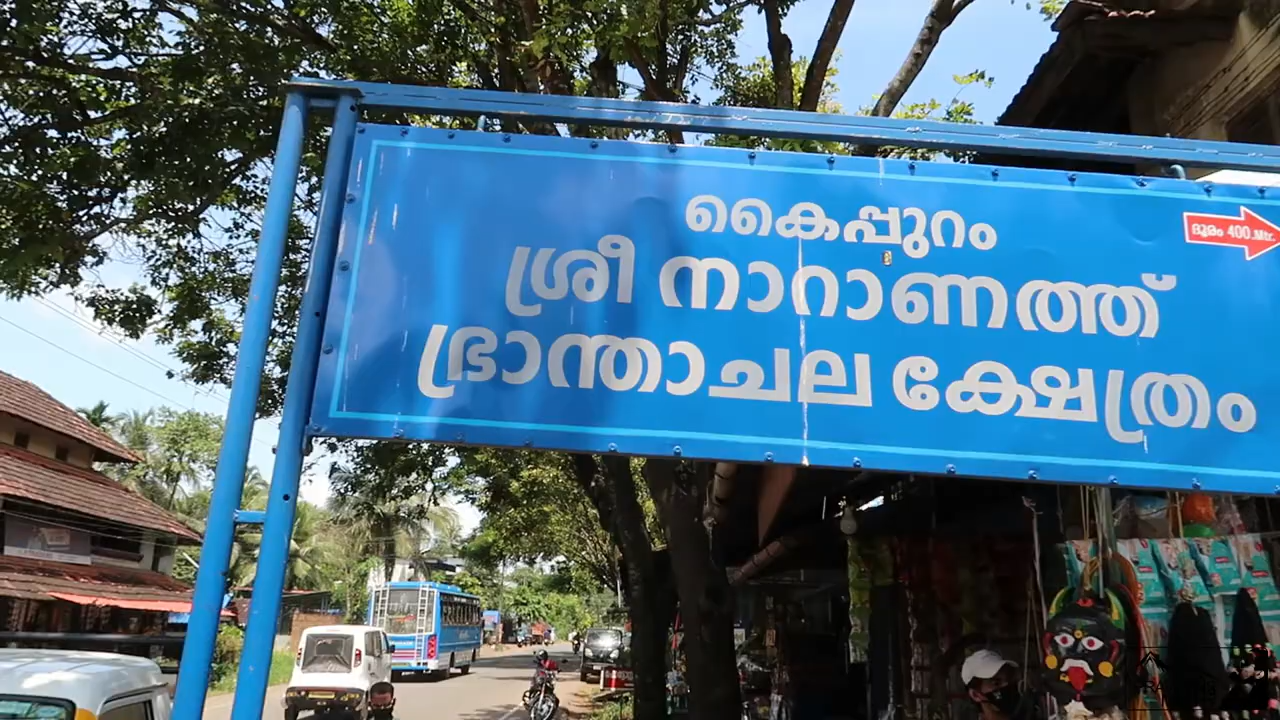 കൈപ്പുറം
ദൂരം 400.Mtr.
ശ്രീ നാറാണത്ത്
ഭ്രാന്താചല ക്ഷേത്രം